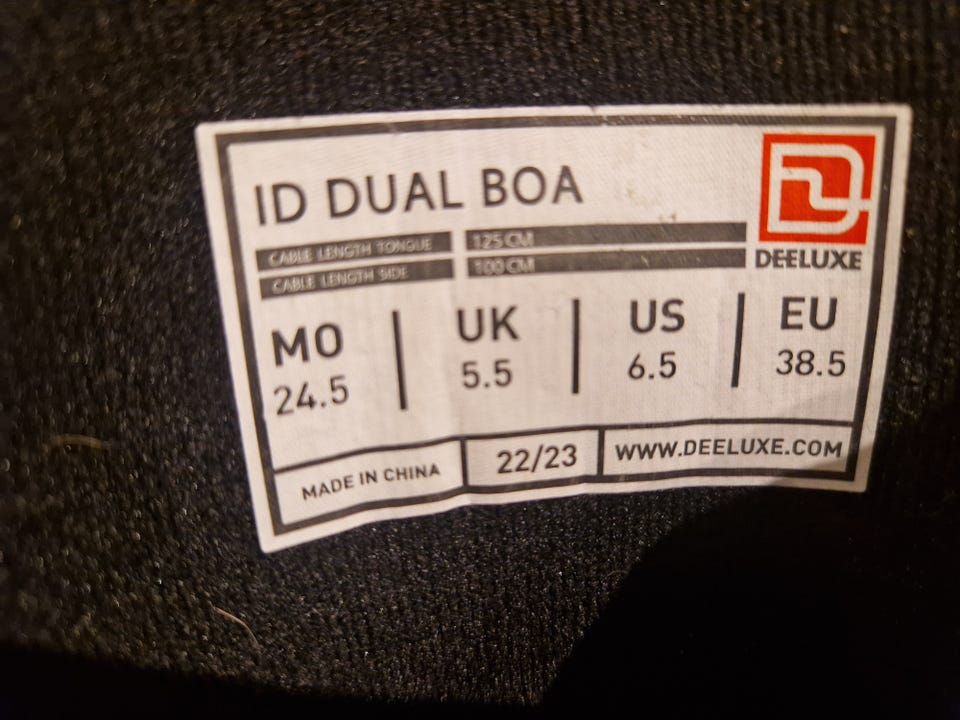 ID DUAL BOA
CABLE LENGTH TONGUE 125 CM
CABLE LENGTH SIDE 100 CM
DEELUXE
MO UK US EU
24.5 5.5 6.5 38.5
MADE IN CHINA 22/23 WWW.DEELUXE.COM